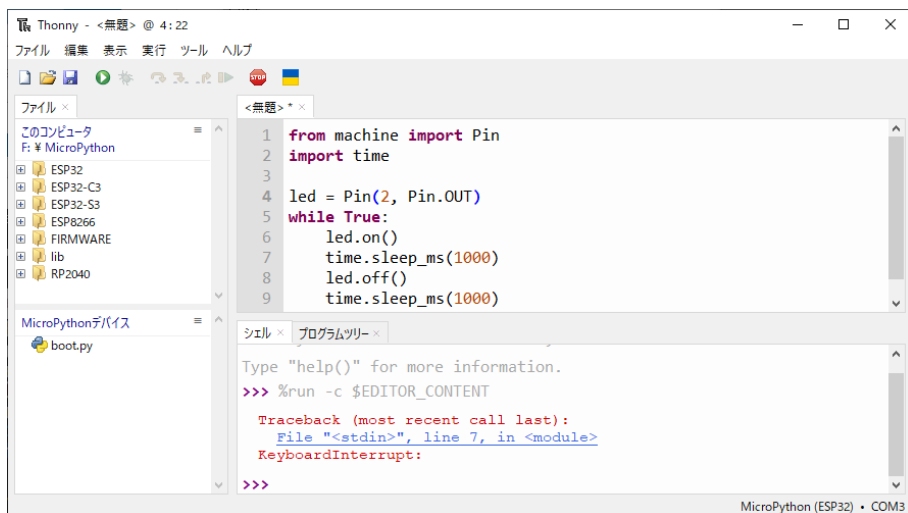 Thonny - <無題> @ 4:22
ファイル 編集 表示 実行 ツール ヘルプ
STOP
ファイル
このコンピュータ
F: ¥ MicroPython
ESP32
ESP32-C3
ESP32-S3
ESP8266
FIRMWARE
lib
RP2040
MicroPythonデバイス
boot.py
<無題> *
1 from machine import Pin
2 import time
3
4 led = Pin(2, Pin.OUT)
5 while True:
6     led.on()
7     time.sleep_ms(1000)
8     led.off()
9     time.sleep_ms(1000)
シェル プログラムツリー
Type "help()" for more information.
>>> %run -c $EDITOR_CONTENT
Traceback (most recent call last):
  File "<stdin>", line 7, in <module>
KeyboardInterrupt:
>>>
MicroPython (ESP32) • COM3